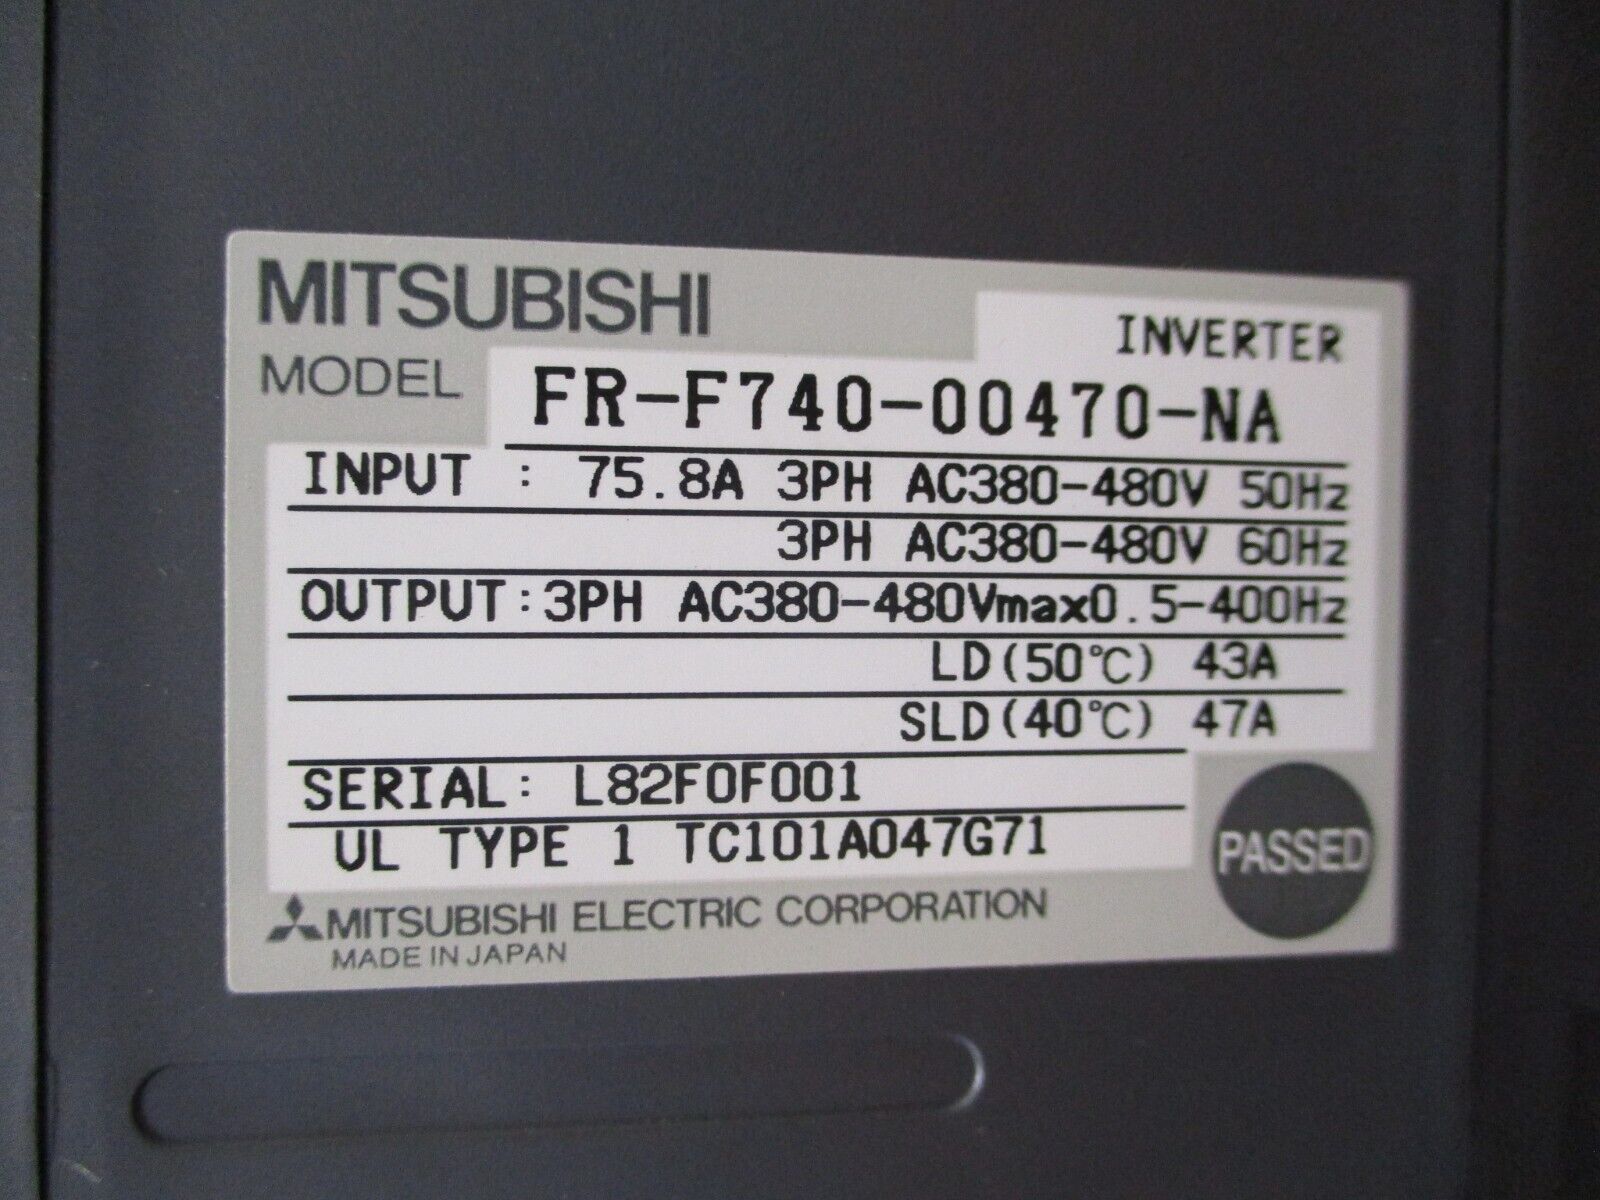 MITSUBISHI
INVERTER
MODEL FR-F740-00470-NA
INPUT : 75.8A 3PH AC380-480V 50Hz
3PH AC380-480V 60Hz
OUTPUT:3PH AC380-480Vmax0.5-400Hz
LD(50℃) 43A
SLD(40℃) 47A
SERIAL: L82F0F001
UL TYPE 1 TC101A047G71
PASSED
MITSUBISHI ELECTRIC CORPORATION
MADE IN JAPAN